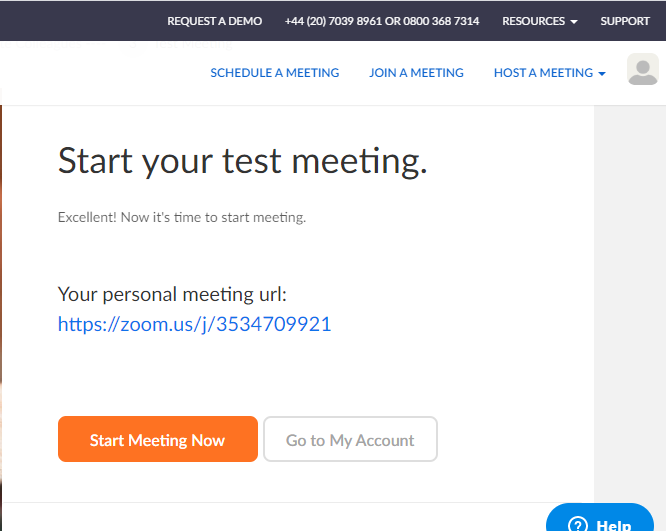 REQUEST A DEMO +44 (20) 7039 8961 OR 0800 368 7314 RESOURCES SUPPORT
SCHEDULE A MEETING JOIN A MEETING HOST A MEETING
Start your test meeting.
Excellent! Now it's time to start meeting.
Your personal meeting url:
https://zoom.us/j/3534709921
Start Meeting Now Go to My Account
? Help